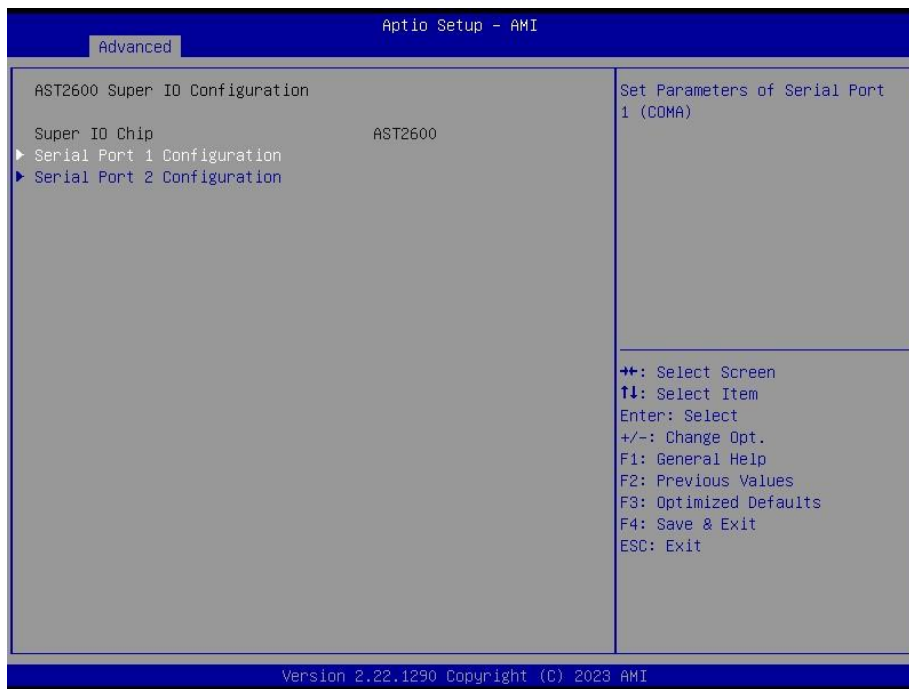 Aptio Setup - AMI
Advanced
AST2600 Super IO Configuration
Super IO Chip AST2600
Serial Port 1 Configuration
Serial Port 2 Configuration
Set Parameters of Serial Port
1 (COMA)
→←: Select Screen
↑↓: Select Item
Enter: Select
+/-: Change Opt.
F1: General Help
F2: Previous Values
F3: Optimized Defaults
F4: Save & Exit
ESC: Exit
Version 2.22.1290 Copyright (C) 2023 AMI